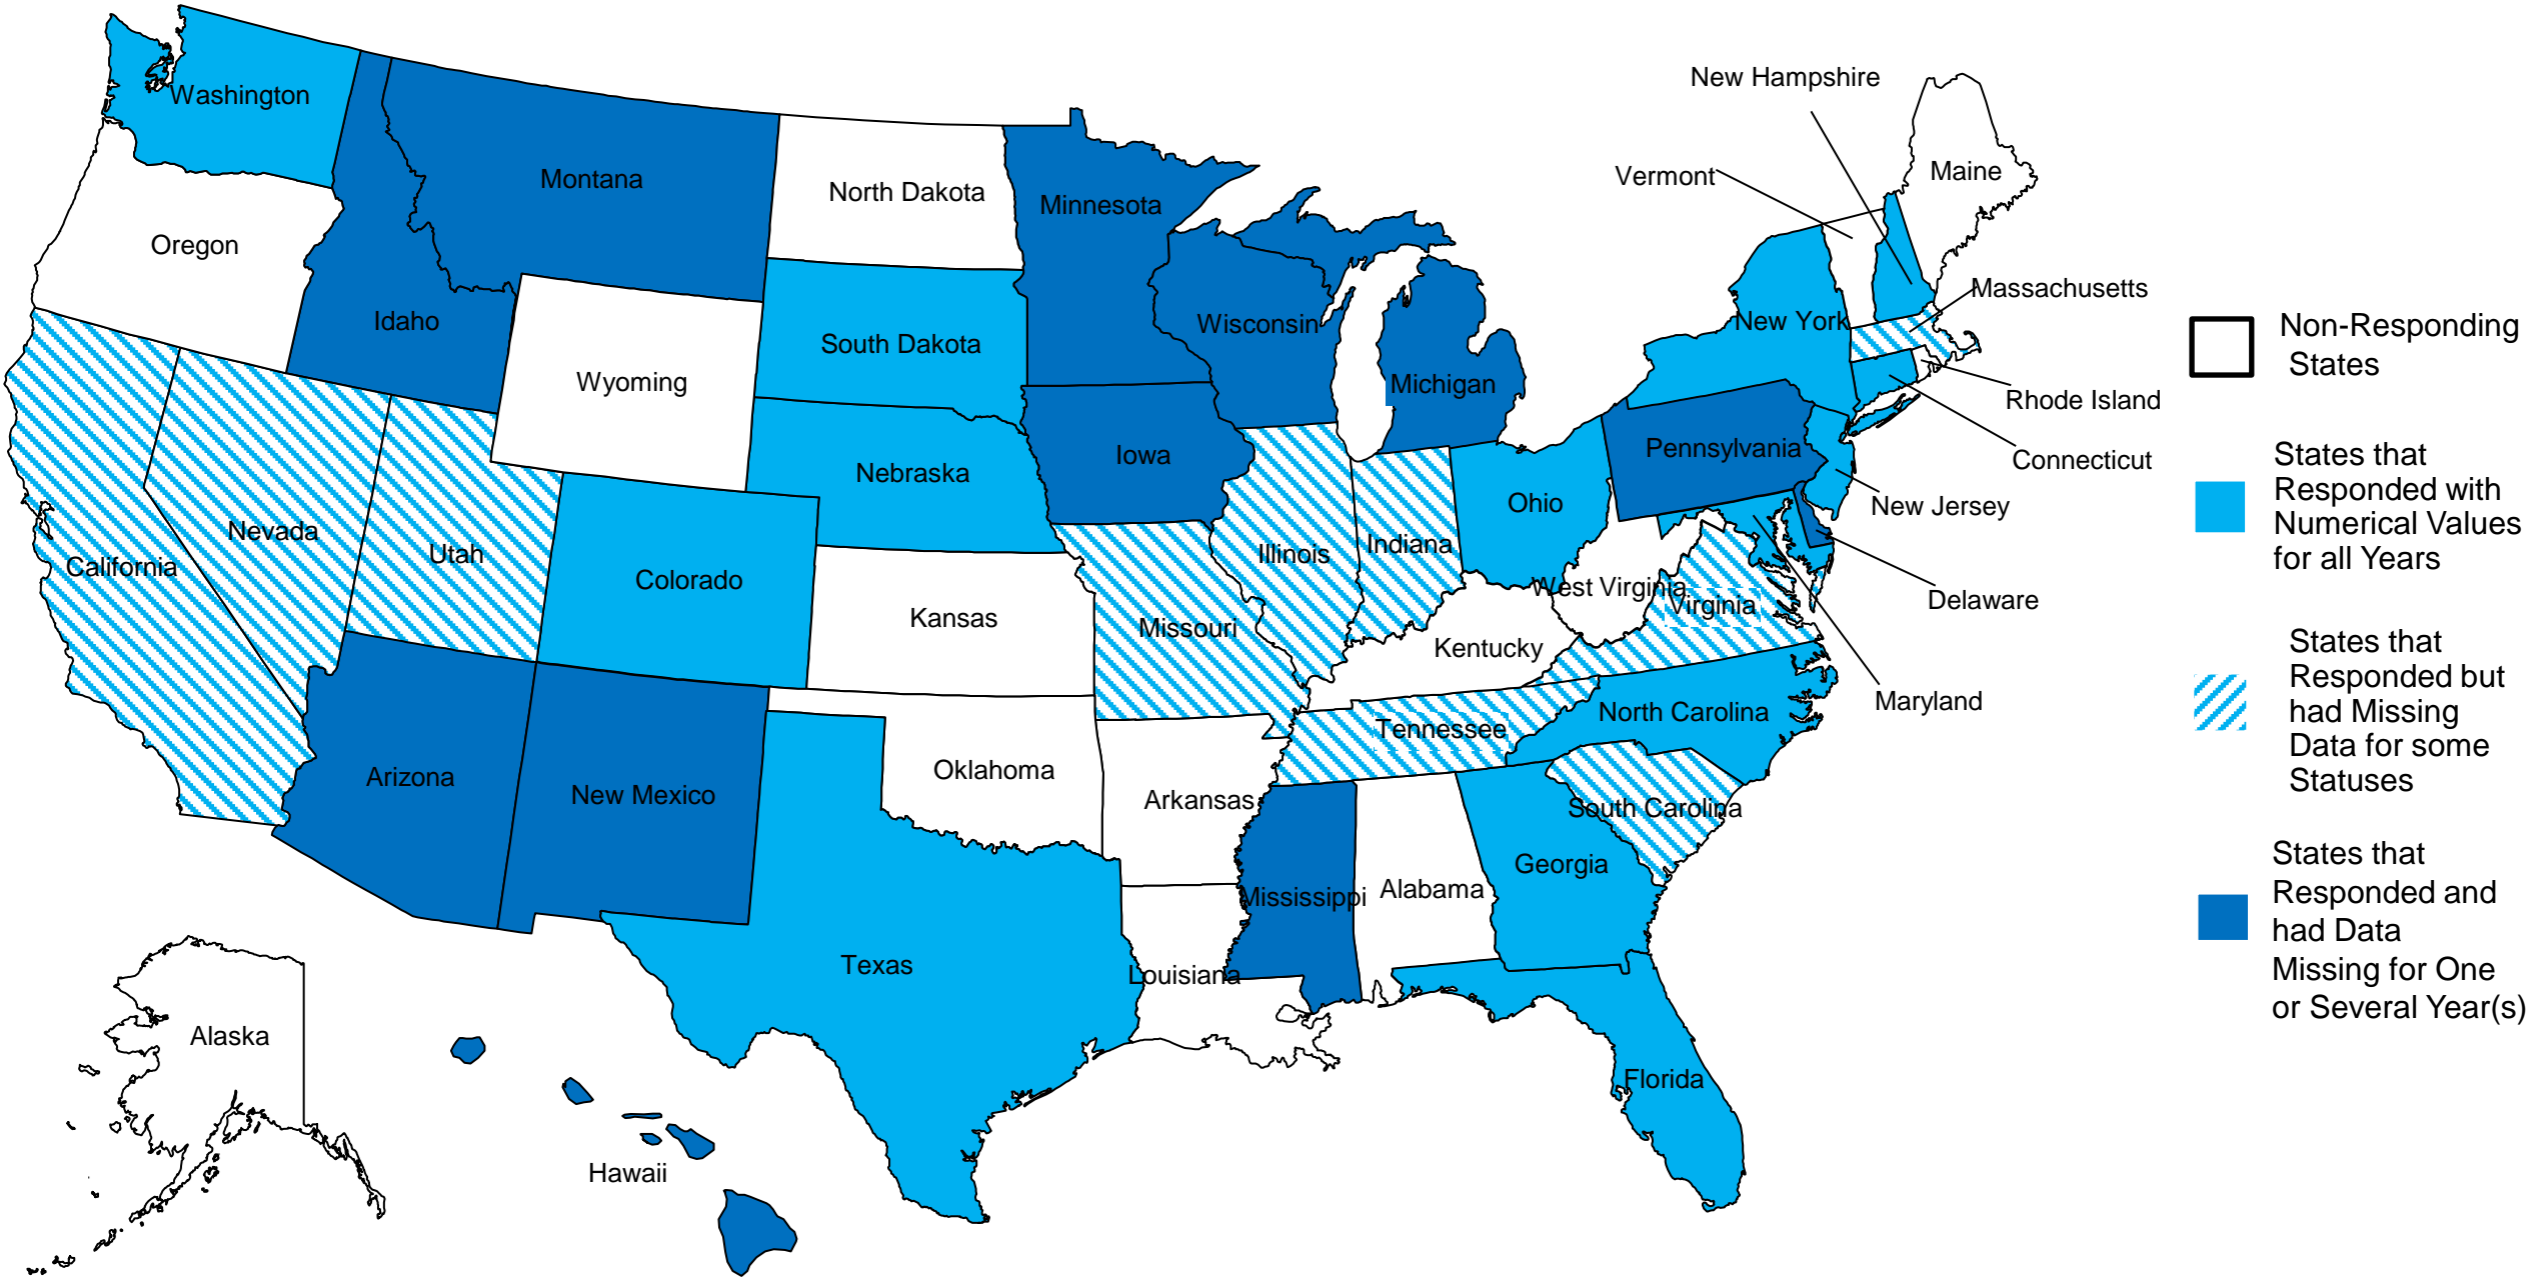 New Hampshire
Washington
Vermont
Maine
Montana
North Dakota
Minnesota
Oregon
Massachusetts
Idaho
Wisconsin
New York
South Dakota
Wyoming
Michigan
Rhode Island
Pennsylvania
Iowa
Connecticut
Nebraska
Ohio
New Jersey
Nevada
Indiana
Illinois
Utah
California
Colorado
West Virginia
Virginia
Delaware
Kansas
Missouri
Kentucky
Maryland
North Carolina
Tennessee
Oklahoma
Arizona
New Mexico
Arkansas
South Carolina
Georgia
Alabama
Mississippi
Texas
Louisiana
Alaska
Florida
Hawaii
Non-Responding
States
States that
Responded with
Numerical Values
for all Years
States that
Responded but
had Missing
Data for some
Statuses
States that
Responded and
had Data
Missing for One
or Several Year(s)